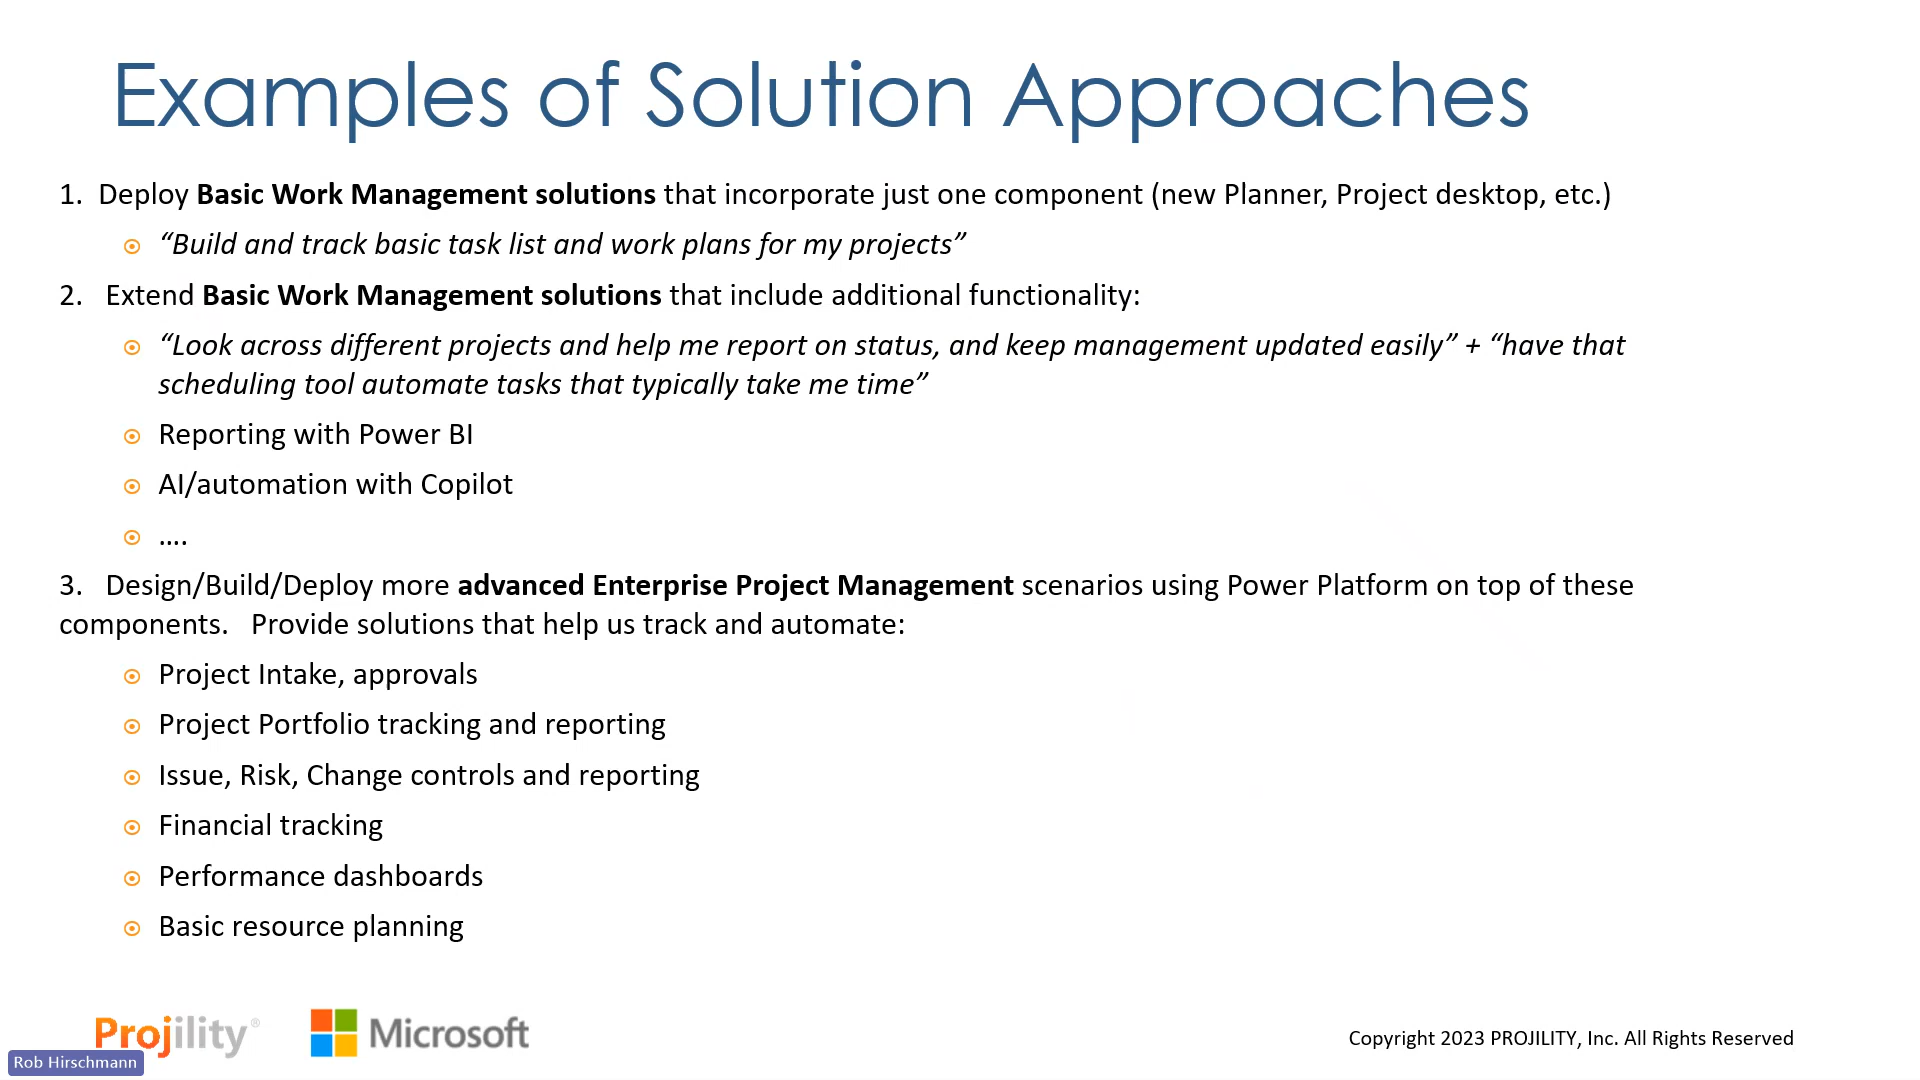 Examples of Solution Approaches
1. Deploy Basic Work Management solutions that incorporate just one component (new Planner, Project desktop, etc.)
“Build and track basic task list and work plans for my projects”
2. Extend Basic Work Management solutions that include additional functionality:
“Look across different projects and help me report on status, and keep management updated easily” + “have that
scheduling tool automate tasks that typically take me time”
Reporting with Power BI
AI/automation with Copilot
....
3. Design/Build/Deploy more advanced Enterprise Project Management scenarios using Power Platform on top of these
components. Provide solutions that help us track and automate:
Project Intake, approvals
Project Portfolio tracking and reporting
Issue, Risk, Change controls and reporting
Financial tracking
Performance dashboards
Basic resource planning
Projility®
Microsoft
Copyright 2023 PROJILITY, Inc. All Rights Reserved
Rob Hirschmann